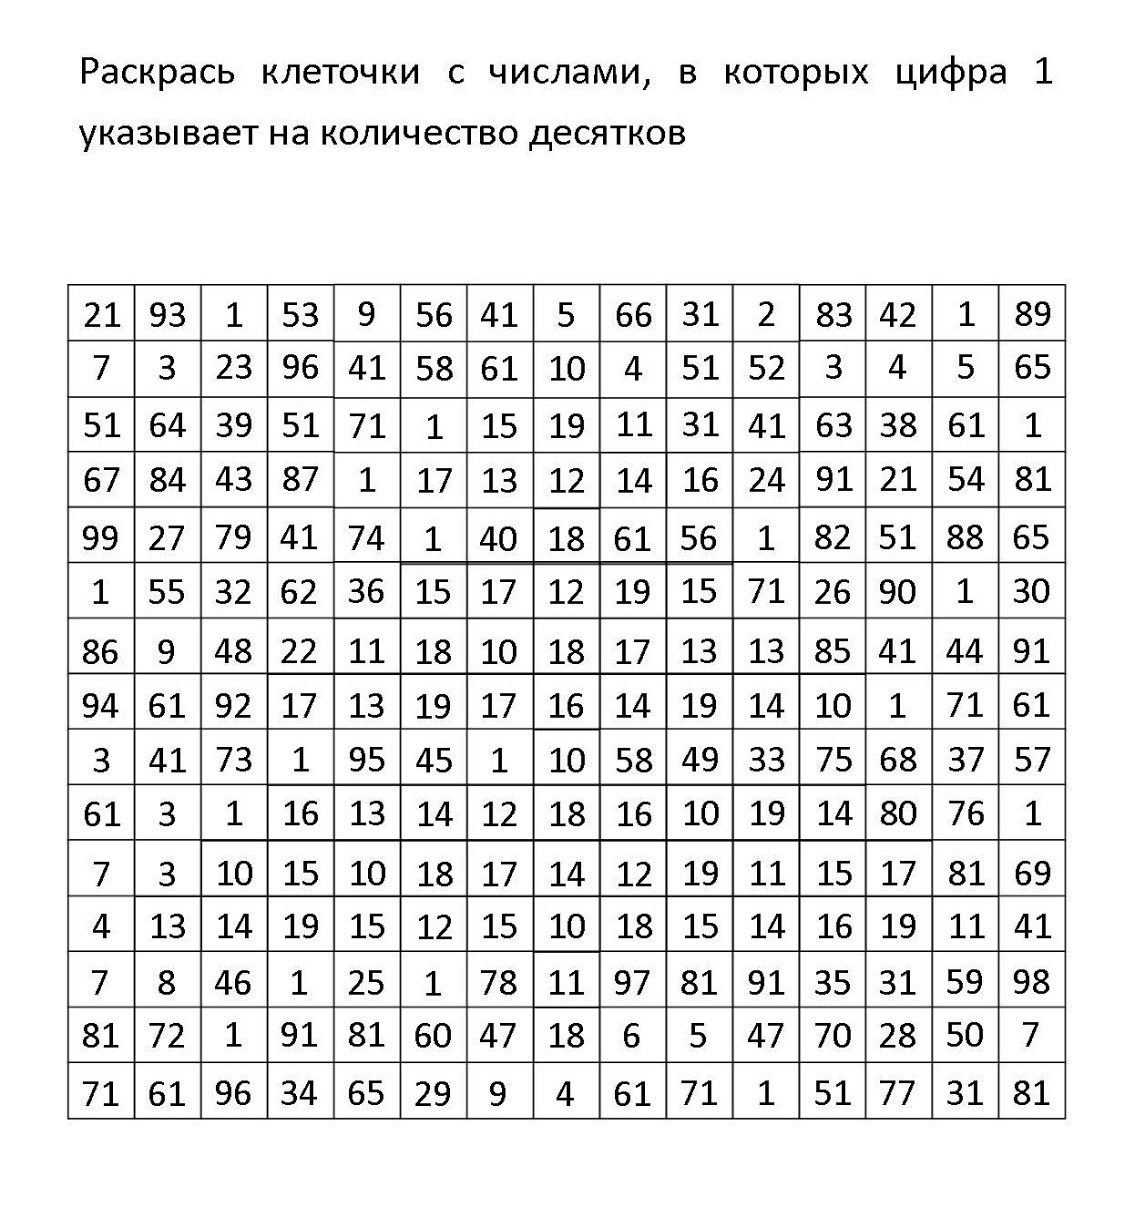 Раскрась клеточки с числами, в которых цифра 1
указывает на количество десятков
21 93 1 53 9 56 41 5 66 31 2 83 42 1 89
7 3 23 96 41 58 61 10 4 51 52 3 4 5 65
51 64 39 51 71 1 15 19 11 31 41 63 38 61 1
67 84 43 87 1 17 13 12 14 16 24 91 21 54 81
99 27 79 41 74 1 40 18 61 56 1 82 51 88 65
1 55 32 62 36 15 17 12 19 15 71 26 90 1 30
86 9 48 22 11 18 10 18 17 13 13 85 41 44 91
94 61 92 17 13 19 17 16 14 19 14 10 1 71 61
3 41 73 1 95 45 1 10 58 49 33 75 68 37 57
61 3 1 16 13 14 12 18 16 10 19 14 80 76 1
7 3 10 15 10 18 17 14 12 19 11 15 17 81 69
4 13 14 19 15 12 15 10 18 15 14 16 19 11 41
7 8 46 1 25 1 78 11 97 81 91 35 31 59 98
81 72 1 91 81 60 47 18 6 5 47 70 28 50 7
71 61 96 34 65 29 9 4 61 71 1 51 77 31 81